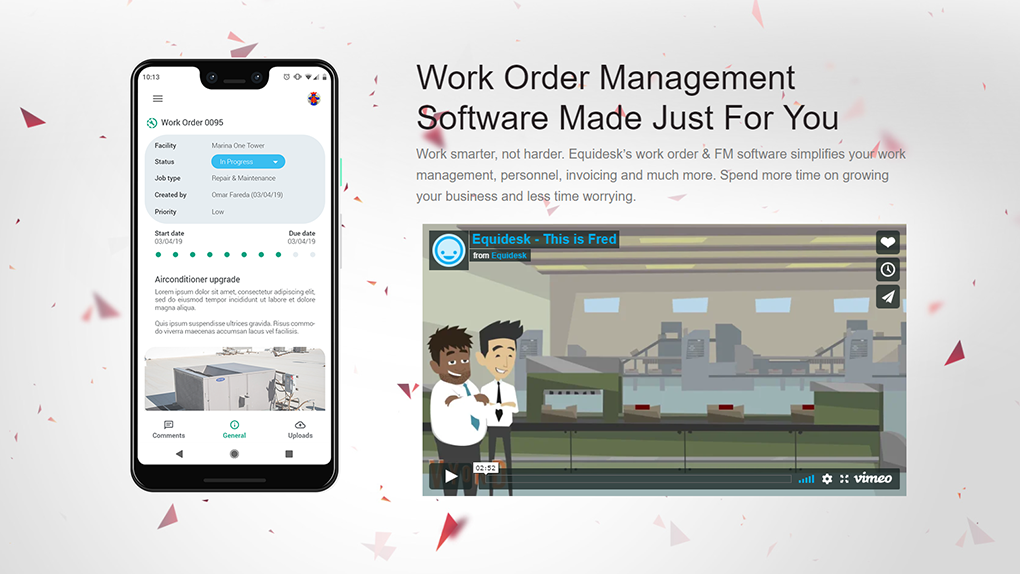 10:13
Work Order 0095
Facility Marina One Tower
Status In Progress
Job type Repair & Maintenance
Created by Omar Fareda (03/04/19)
Priority Low
Start date Due date
03/04/19 03/04/19
Airconditioner upgrade
Lorem ipsum dolor sit amet, consectetur adipiscing elit,
sed do eiusmod tempor incididunt ut labore et dolore
magna aliqua.
Quis ipsum suspendisse ultrices gravida. Risus commo-
do viverra maecenas accumsan lacus vel facilisis.
Comments General Uploads
Work Order Management
Software Made Just For You
Work smarter, not harder. Equidesk's work order & FM software simplifies your work
management, personnel, invoicing and much more. Spend more time on growing
your business and less time worrying.
Equidesk - This is Fred
from Equidesk
02:52
vimeo